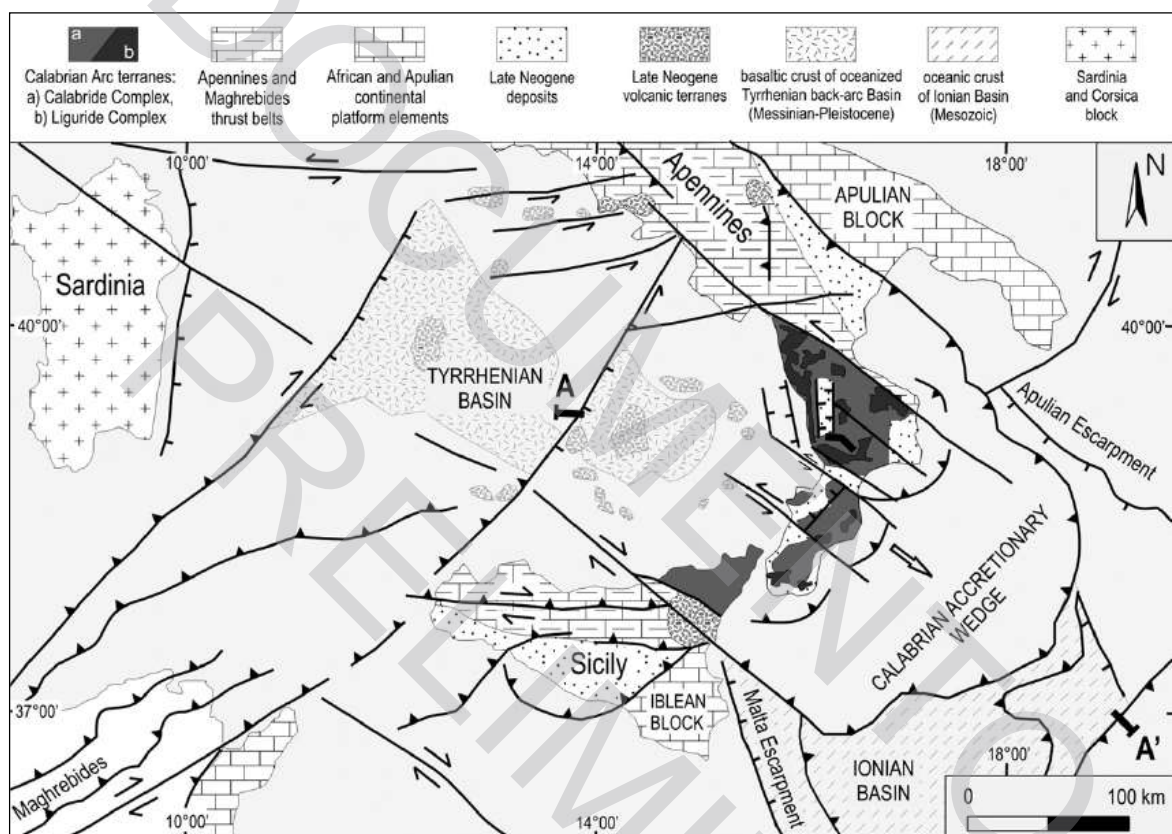 a
b
Calabrian Arc terranes:
a) Calabride Complex,
b) Liguride Complex
Apennines and
Maghrebides
thrust belts
African and Apulian
continental
platform elements
Late Neogene
deposits
Late Neogene
volcanic terranes
basaltic crust of oceanized
Tyrrhenian back-arc Basin
(Messinian-Pleistocene)
oceanic crust
of Ionian Basin
(Mesozoic)
Sardinia
and Corsica
block
10°00'
14°00'
18°00'
N
Apennines
APULIAN
BLOCK
Sardinia
40°00'
40°00'
TYRRHENIAN
BASIN
A
Apulian Escarpment
CALABRIAN ACCRETIONARY
WEDGE
Sicily
IBLEAN
BLOCK
Malta Escarpment
37°00'
Maghrebides
IONIAN
BASIN
18°00'
A'
0
100 km
10°00'
14°00'
DOCUMENTO
PRELIMI